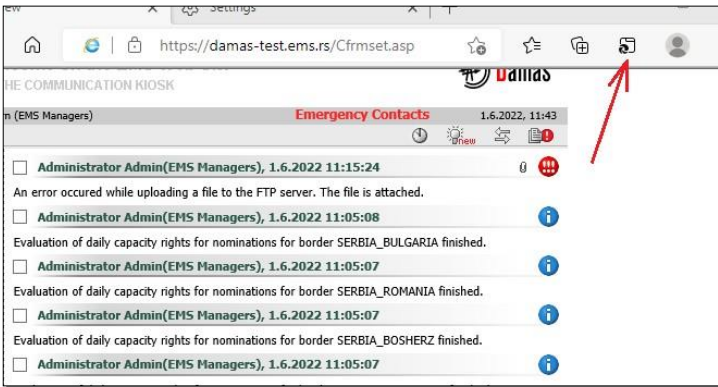 ew
Settings
https://damas-test.ems.rs/Cfrmset.asp
HE COMMUNICATION KIOSK
Damas
n (EMS Managers)
Emergency Contacts
1.6.2022, 11:43
new
Administrator Admin(EMS Managers), 1.6.2022 11:15:24
An error occured while uploading a file to the FTP server. The file is attached.
Administrator Admin(EMS Managers), 1.6.2022 11:05:08
Evaluation of daily capacity rights for nominations for border SERBIA_BULGARIA finished.
Administrator Admin(EMS Managers), 1.6.2022 11:05:07
Evaluation of daily capacity rights for nominations for border SERBIA_ROMANIA finished.
Administrator Admin(EMS Managers), 1.6.2022 11:05:07
Evaluation of daily capacity rights for nominations for border SERBIA_BOSHERZ finished.
Administrator Admin(EMS Managers), 1.6.2022 11:05:07